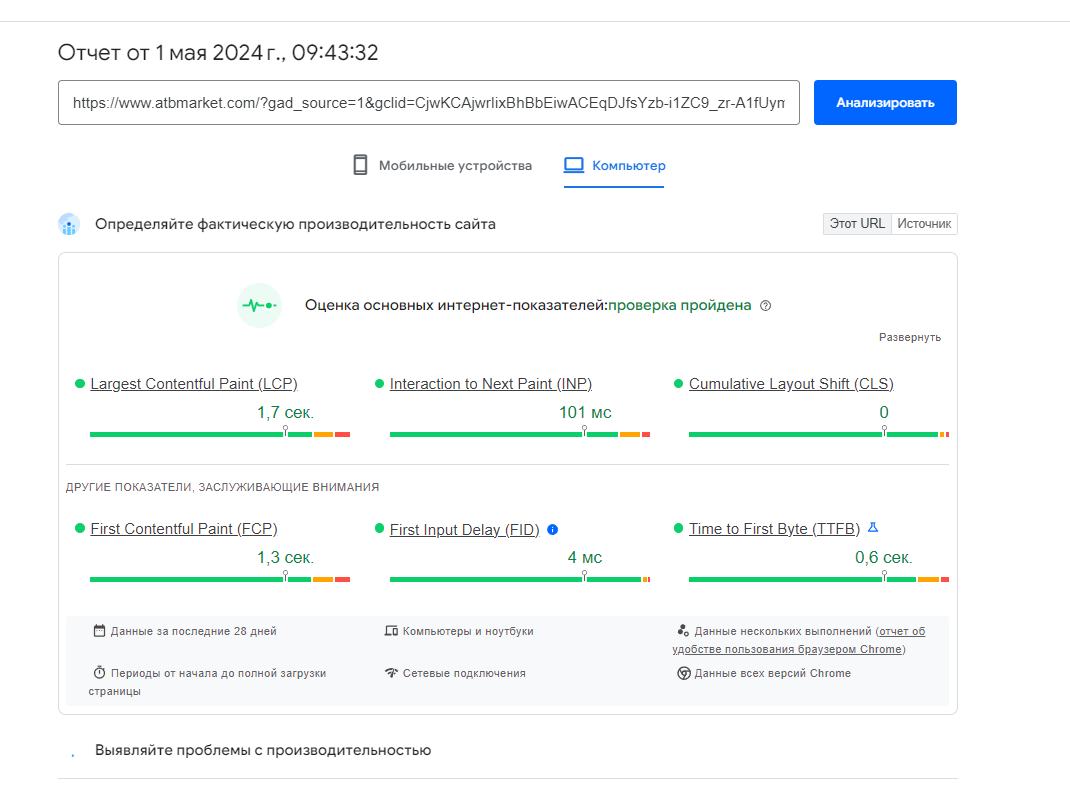 Отчет от 1 мая 2024 г., 09:43:32
https://www.atbmarket.com/?gad_source=1&gclid=CjwKCAjwrlixBhBbEiwACEqDJfsYzb-i1ZC9_zr-A1fUyn
Анализировать
Мобильные устройства
Компьютер
Определяйте фактическую производительность сайта
Этот URL
Источник
Оценка основных интернет-показателей:проверка пройдена
Развернуть
Largest Contentful Paint (LCP)
1,7 сек.
Interaction to Next Paint (INP)
101 мс
Cumulative Layout Shift (CLS)
0
ДРУГИЕ ПОКАЗАТЕЛИ, ЗАСЛУЖИВАЮЩИЕ ВНИМАНИЯ
First Contentful Paint (FCP)
1,3 сек.
First Input Delay (FID)
4 мс
Time to First Byte (TTFB)
0,6 сек.
Данные за последние 28 дней
Компьютеры и ноутбуки
Данные нескольких выполнений (отчет об
удобстве пользования браузером Chrome)
Периоды от начала до полной загрузки
страницы
Сетевые подключения
Данные всех версий Chrome
Выявляйте проблемы с производительностью